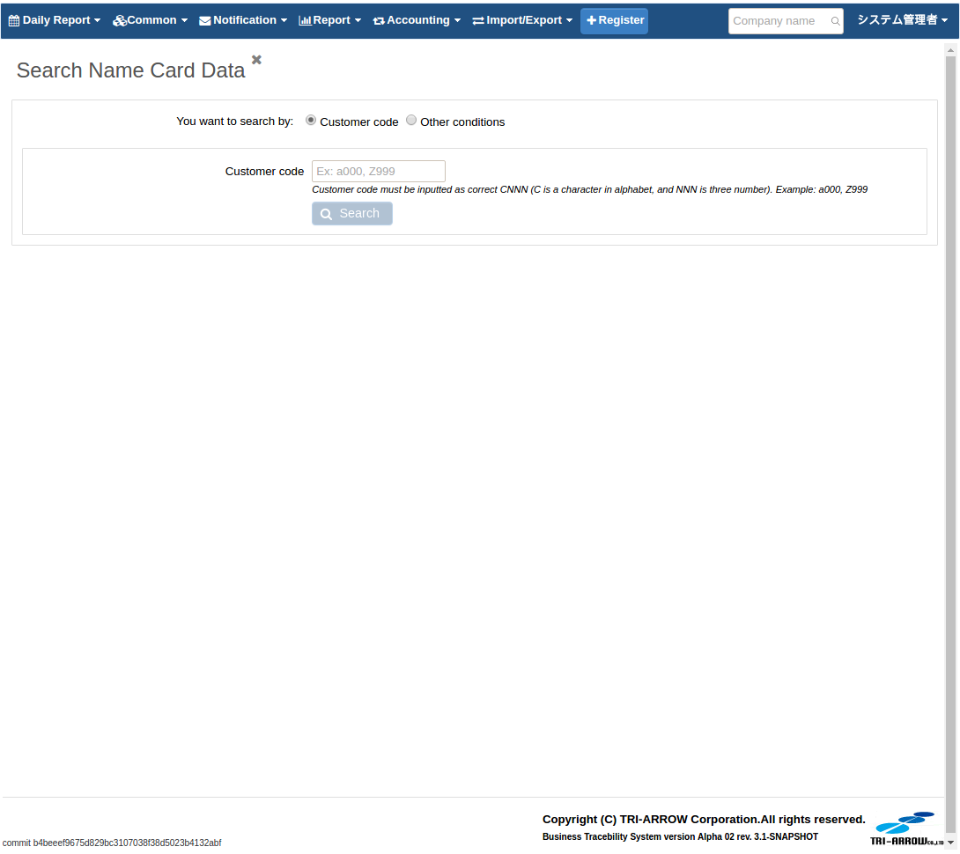 Daily Report Common Notification Report Accounting Import/Export Register Company name システム管理者
Search Name Card Data
You want to search by: Customer code Other conditions
Customer code Ex: a000, Z999
Customer code must be inputted as correct CNNN (C is a character in alphabet, and NNN is three number). Example: a000, Z999
Search
Copyright (C) TRI-ARROW Corporation.All rights reserved.
Business Tracebility System version Alpha 02 rev. 3.1-SNAPSHOT
TRI-ARROW CO.,LTD
commit b4beeef9675d829bc3107038f38d5023b4132abf